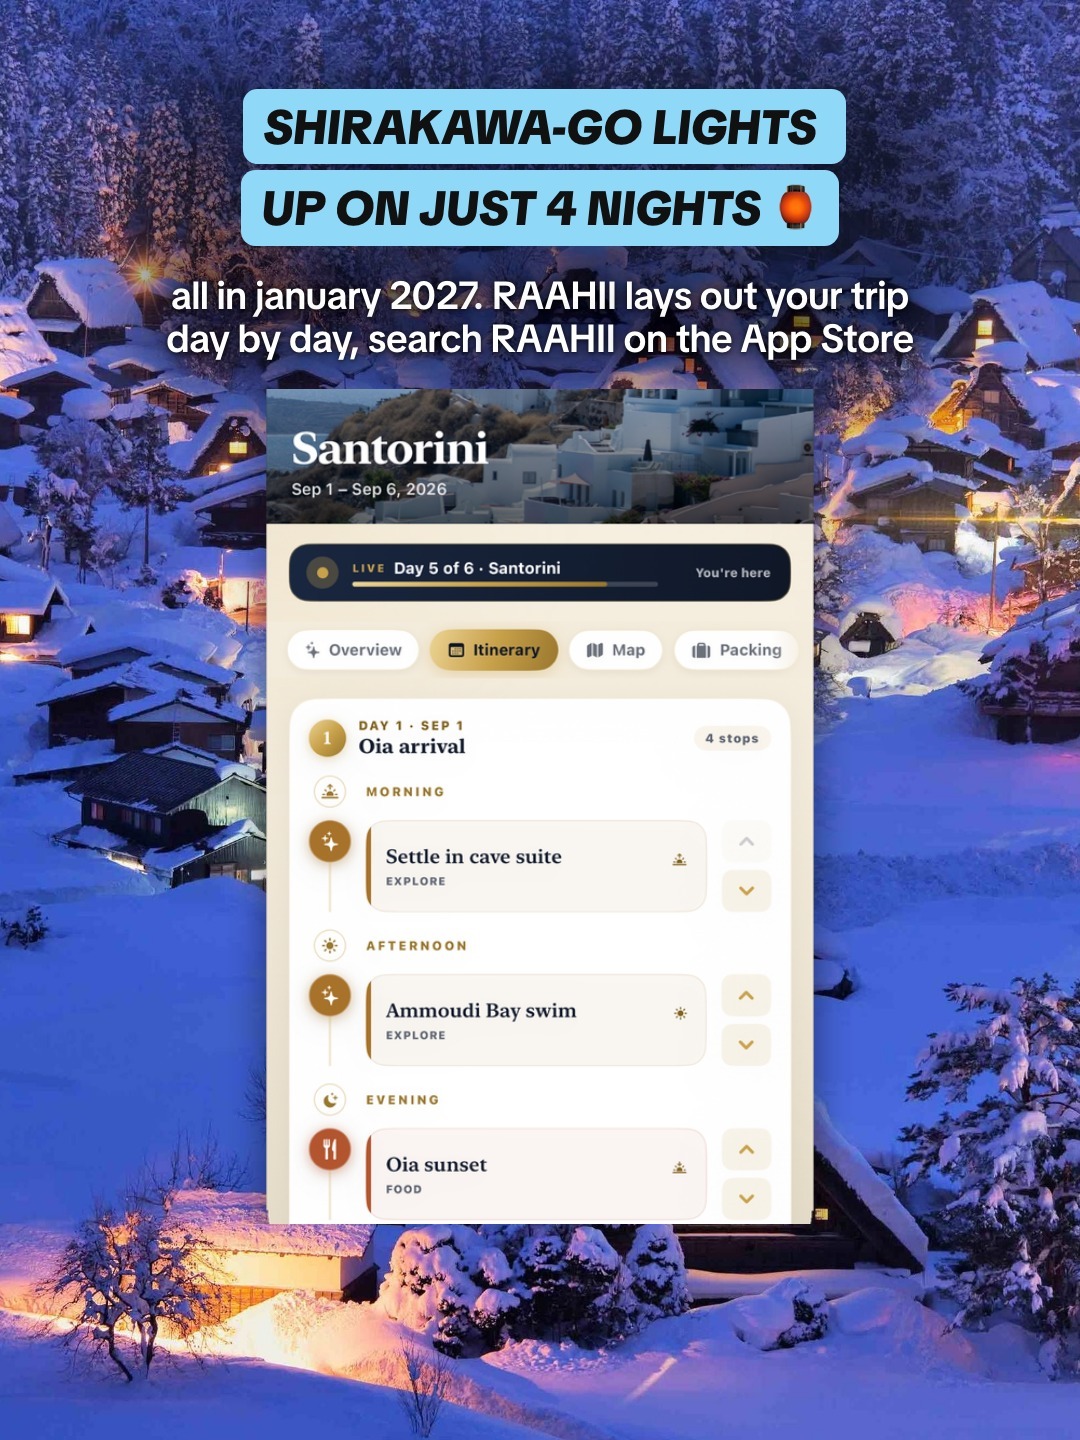 SHIRAKAWA-GO LIGHTS
UP ON JUST 4 NIGHTS 🏮
all in january 2027. RAAHII lays out your trip
day by day, search RAAHII on the App Store
Santorini
Sep 1 – Sep 6, 2026
LIVE Day 5 of 6 · Santorini You're here
Overview Itinerary Map Packing
1 DAY 1 · SEP 1
Oia arrival 4 stops
MORNING
Settle in cave suite
EXPLORE
AFTERNOON
Ammoudi Bay swim
EXPLORE
EVENING
Oia sunset
FOOD